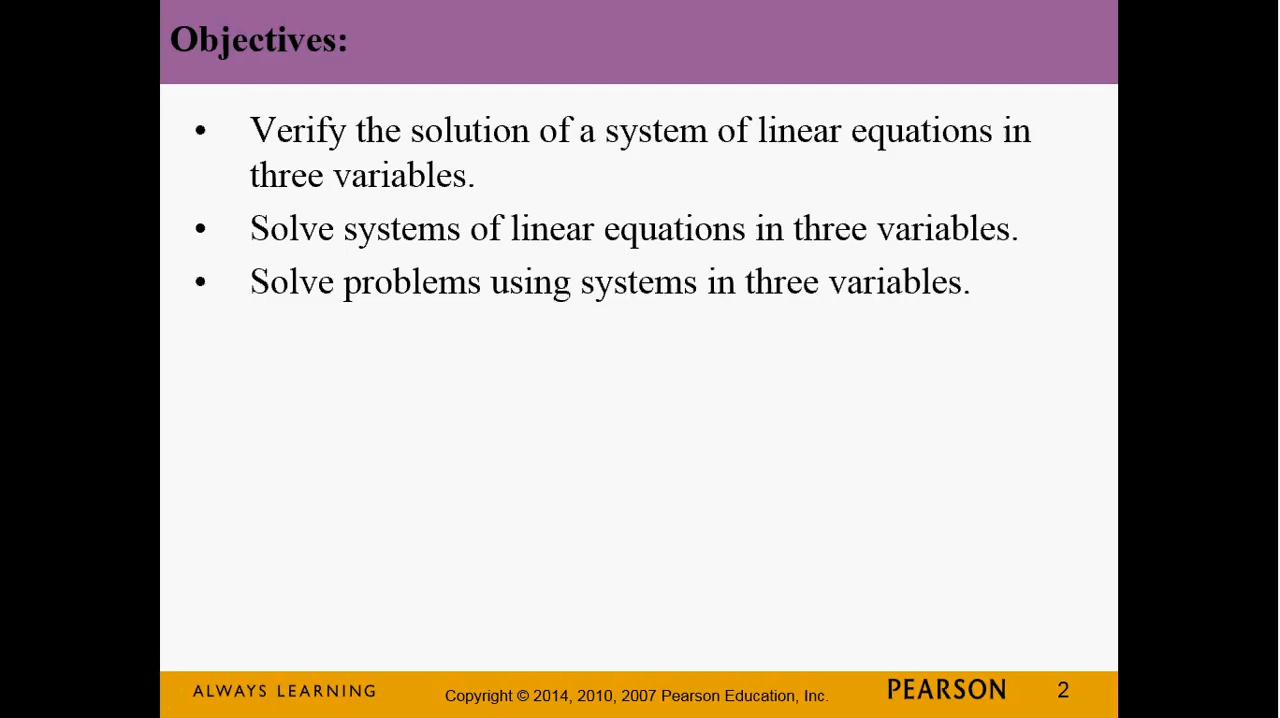 Objectives:
• Verify the solution of a system of linear equations in
three variables.
• Solve systems of linear equations in three variables.
• Solve problems using systems in three variables.
ALWAYS LEARNING
Copyright © 2014, 2010, 2007 Pearson Education, Inc.
PEARSON
2